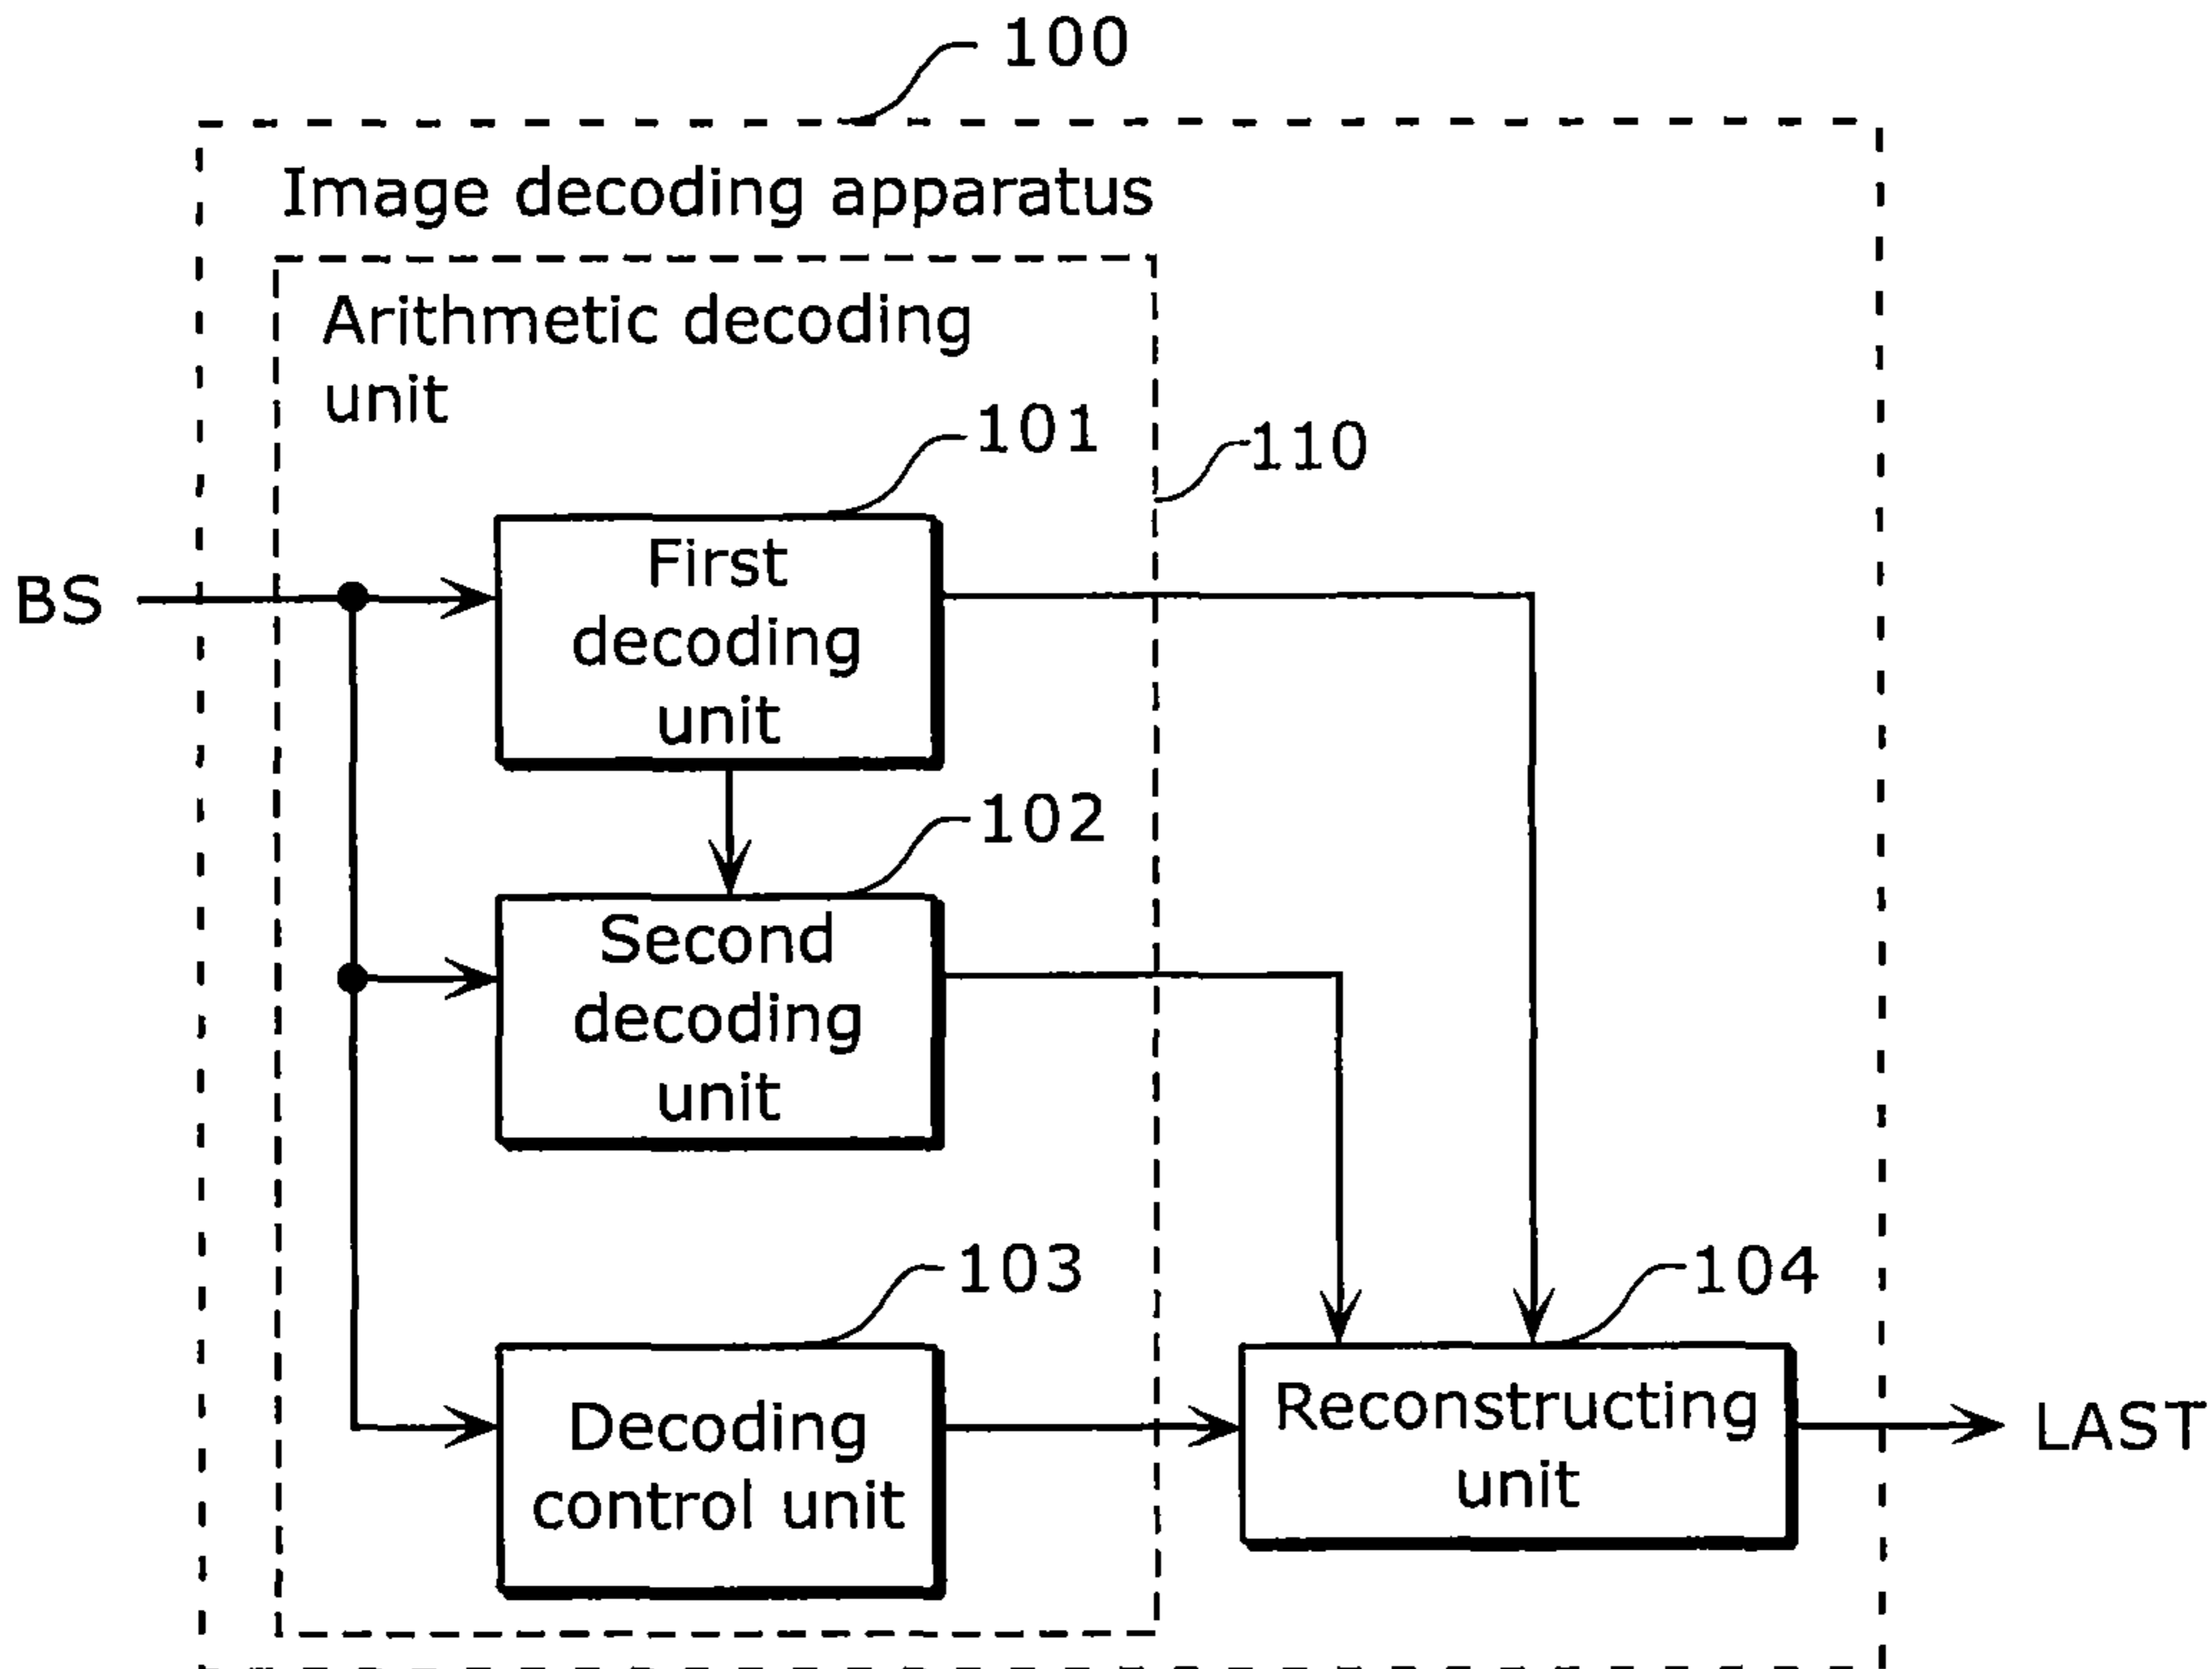 100
Image decoding apparatus
Arithmetic decoding
unit
101
110
First
decoding
unit
BS
102
Second
decoding
unit
103
104
Decoding
control unit
Reconstructing
unit
LAST